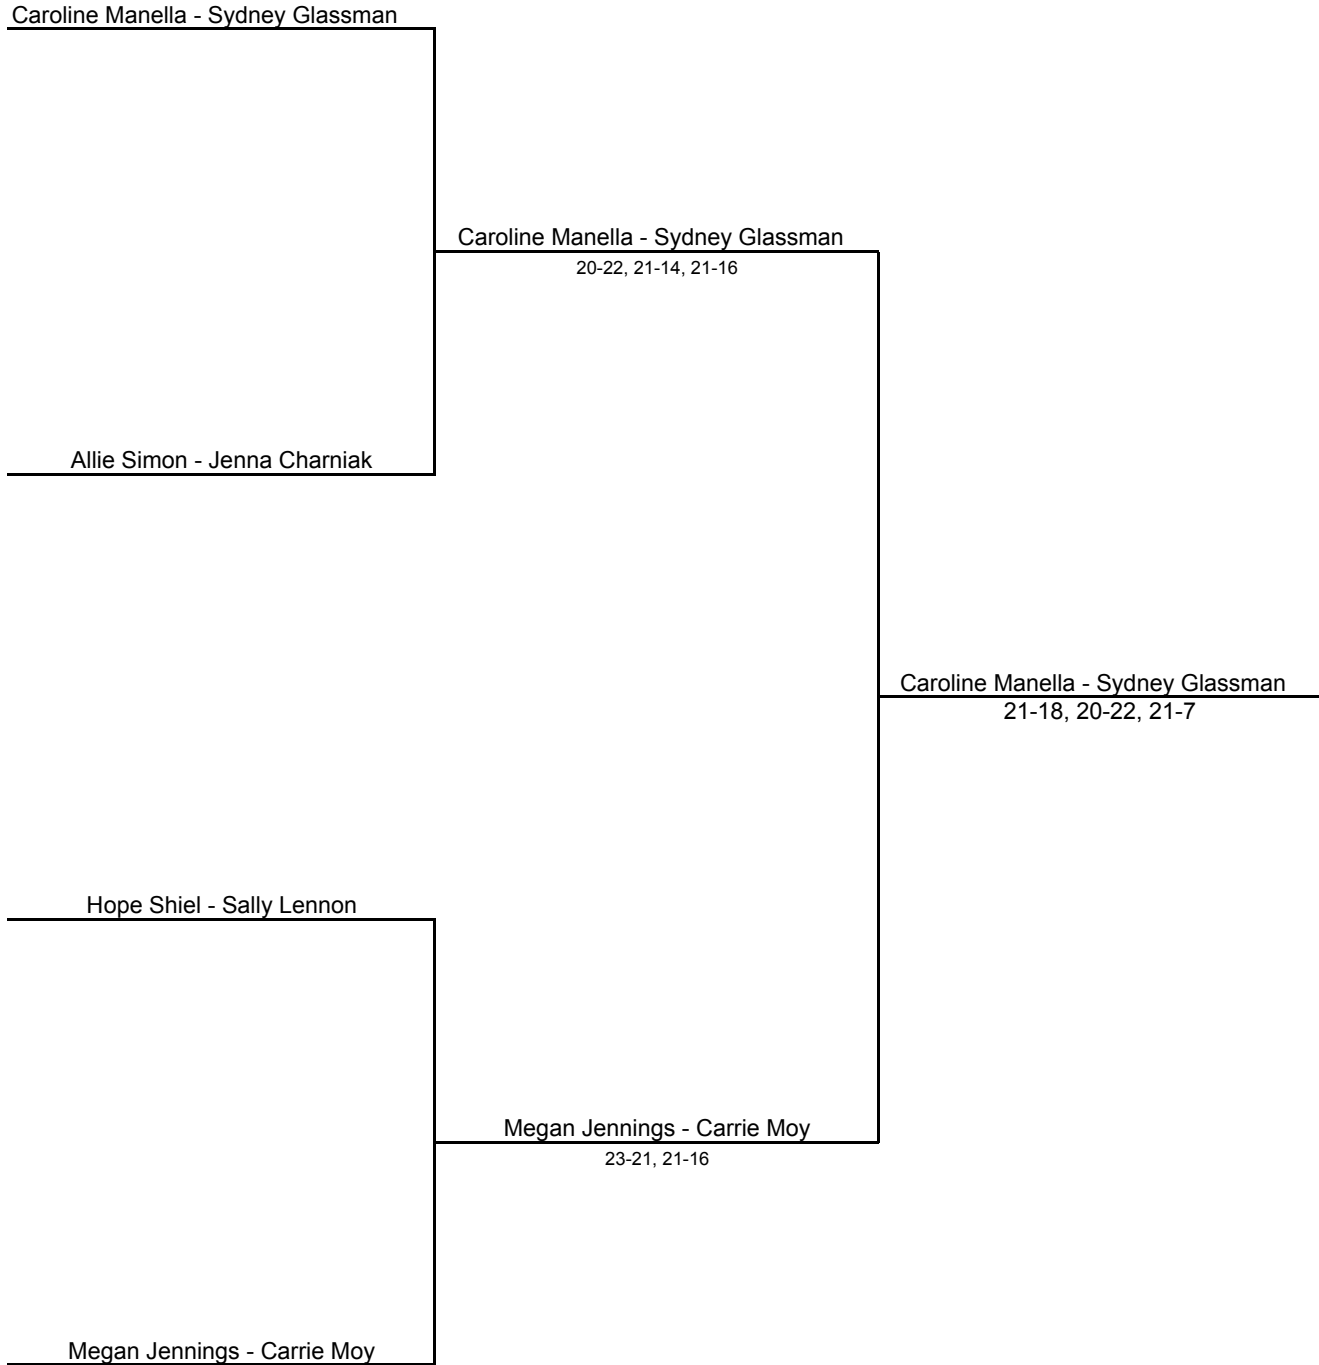 Caroline Manella - Sydney Glassman
Caroline Manella - Sydney Glassman
20-22, 21-14, 21-16
Allie Simon - Jenna Charniak
Caroline Manella - Sydney Glassman
21-18, 20-22, 21-7
Hope Shiel - Sally Lennon
Megan Jennings - Carrie Moy
23-21, 21-16
Megan Jennings - Carrie Moy